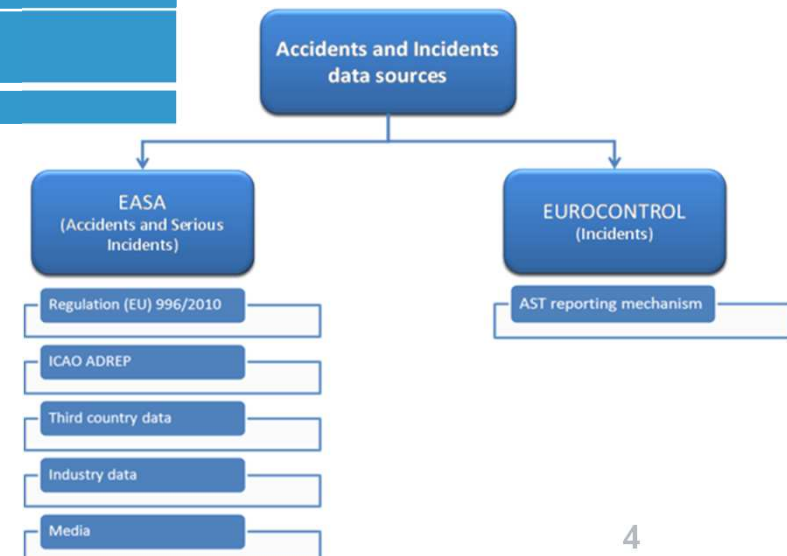 Accidents and Incidents
data sources
EASA
(Accidents and Serious
Incidents)
Regulation (EU) 996/2010
ICAO ADREP
Third country data
Industry data
Media
EUROCONTROL
(Incidents)
AST reporting mechanism
4